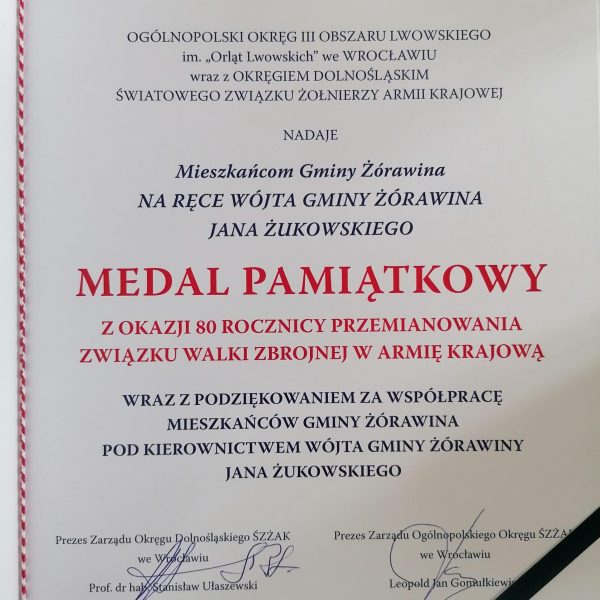 OGÓLNOPOLSKI OKRĘG III OBSZARU LWOWSKIEGO
im. „Orląt Lwowskich” we WROCŁAWIU
wraz z OKRĘGIEM DOLNOŚLĄSKIM
ŚWIATOWEGO ZWIĄZKU ŻOŁNIERZY ARMII KRAJOWEJ
NADAJE
Mieszkańcom Gminy Żórawina
NA RĘCE WÓJTA GMINY ŻÓRAWINA
JANA ŻUKOWSKIEGO
MEDAL PAMIĄTKOWY
Z OKAZJI 80 ROCZNICY PRZEMIANOWANIA
ZWIĄZKU WALKI ZBROJNEJ W ARMIĘ KRAJOWĄ
WRAZ Z PODZIĘKOWANIEM ZA WSPÓŁPRACĘ
MIESZKAŃCÓW GMINY ŻÓRAWINA
POD KIEROWNICTWEM WÓJTA GMINY ŻÓRAWINY
JANA ŻUKOWSKIEGO
Prezes Zarządu Okręgu Dolnośląskiego ŚZŻAK
we Wrocławiu
Prof. dr hab. Stanisław Ułaszewski
Prezes Zarządu Ogólnopolskiego Okręgu ŚZŻAK
we Wrocławiu
Leopold Jan